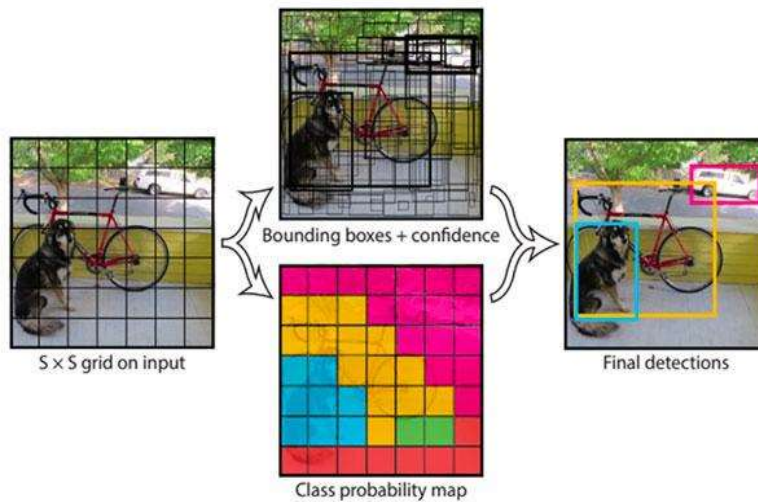 S × S grid on input
Bounding boxes + confidence
Class probability map
Final detections